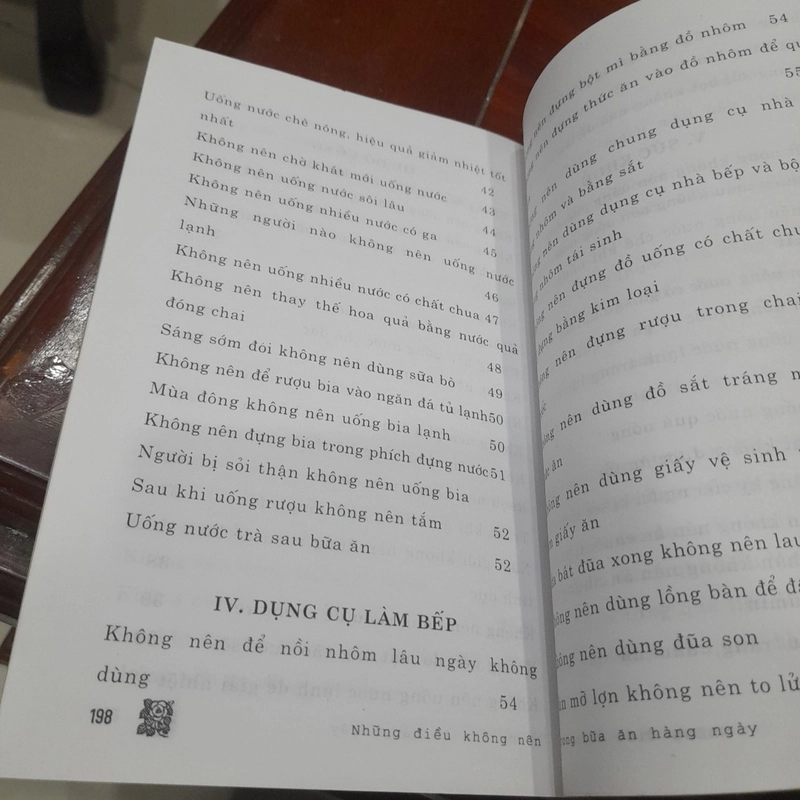 Uống nước chè nóng, hiệu quả giảm nhiệt tốt
nhất 42
Không nên chờ khát mới uống nước 43
Không nên uống nước sôi lâu 44
Không nên uống nhiều nước có ga 45
Những người nào không nên uống nước
lạnh 46
Không nên uống nhiều nước có chất chua 47
Không nên thay thế hoa quả bằng nước quả
đóng chai 48
Sáng sớm đói không nên dùng sữa bò 49
Không nên để rượu bia vào ngăn đá tủ lạnh 50
Mùa đông không nên uống bia lạnh 50
Không nên đựng bia trong phích đựng nước 51
Người bị sỏi thận không nên uống bia
Sau khi uống rượu không nên tắm 52
Uống nước trà sau bữa ăn 52
IV. DỤNG CỤ LÀM BẾP
Không nên để nồi nhôm lâu ngày không
dùng 54
198
Những điều không nên
nên đựng bột mì bằng đồ nhôm 54
nên đựng thức ăn vào đồ nhôm để
55
nên dùng chung dụng cụ nhà
nhôm và bằng sắt
nên dùng dụng cụ nhà bếp và
nhôm tái sinh
nên đựng đồ uống có chất
đựng bằng kim loại
nên đựng rượu trong chai
nên dùng đồ sắt tráng
ăn
nên dùng giấy vệ sinh
giấy ăn
bát đũa xong không nên lau
nên dùng lồng bàn để
nên dùng đũa son
mỡ lợn không nên to
trong bữa ăn hàng ngày